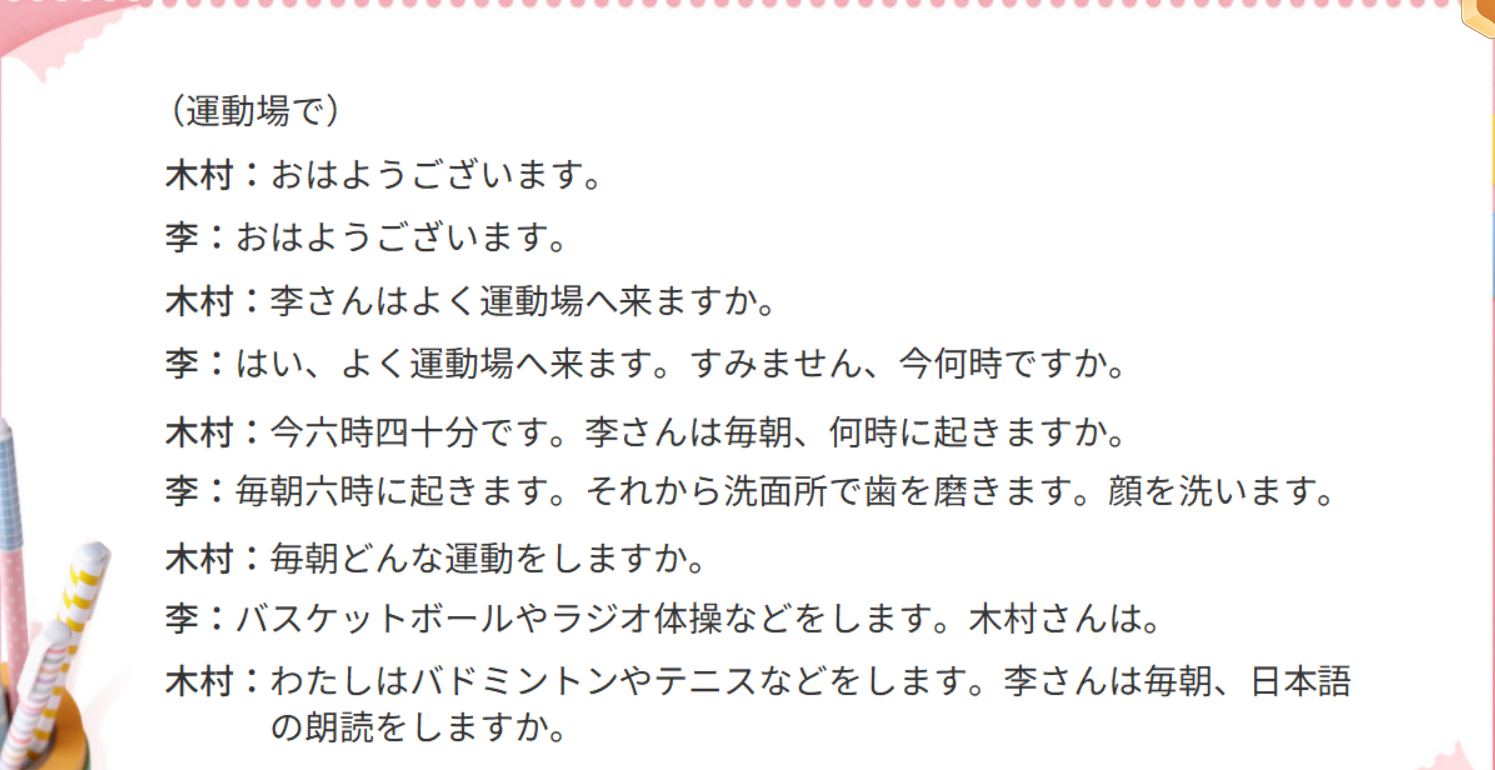 （運動場で）
木村：おはようございます。
李：おはようございます。
木村：李さんはよく運動場へ来ますか。
李：はい、よく運動場へ来ます。すみません、今何時ですか。
木村：今六時四十分です。李さんは毎朝、何時に起きますか。
李：毎朝六時に起きます。それから洗面所で歯を磨きます。顔を洗います。
木村：毎朝どんな運動をしますか。
李：バスケットボールやラジオ体操などをします。木村さんは。
木村：わたしはバドミントンやテニスなどをします。李さんは毎朝、日本語
の朗読をしますか。